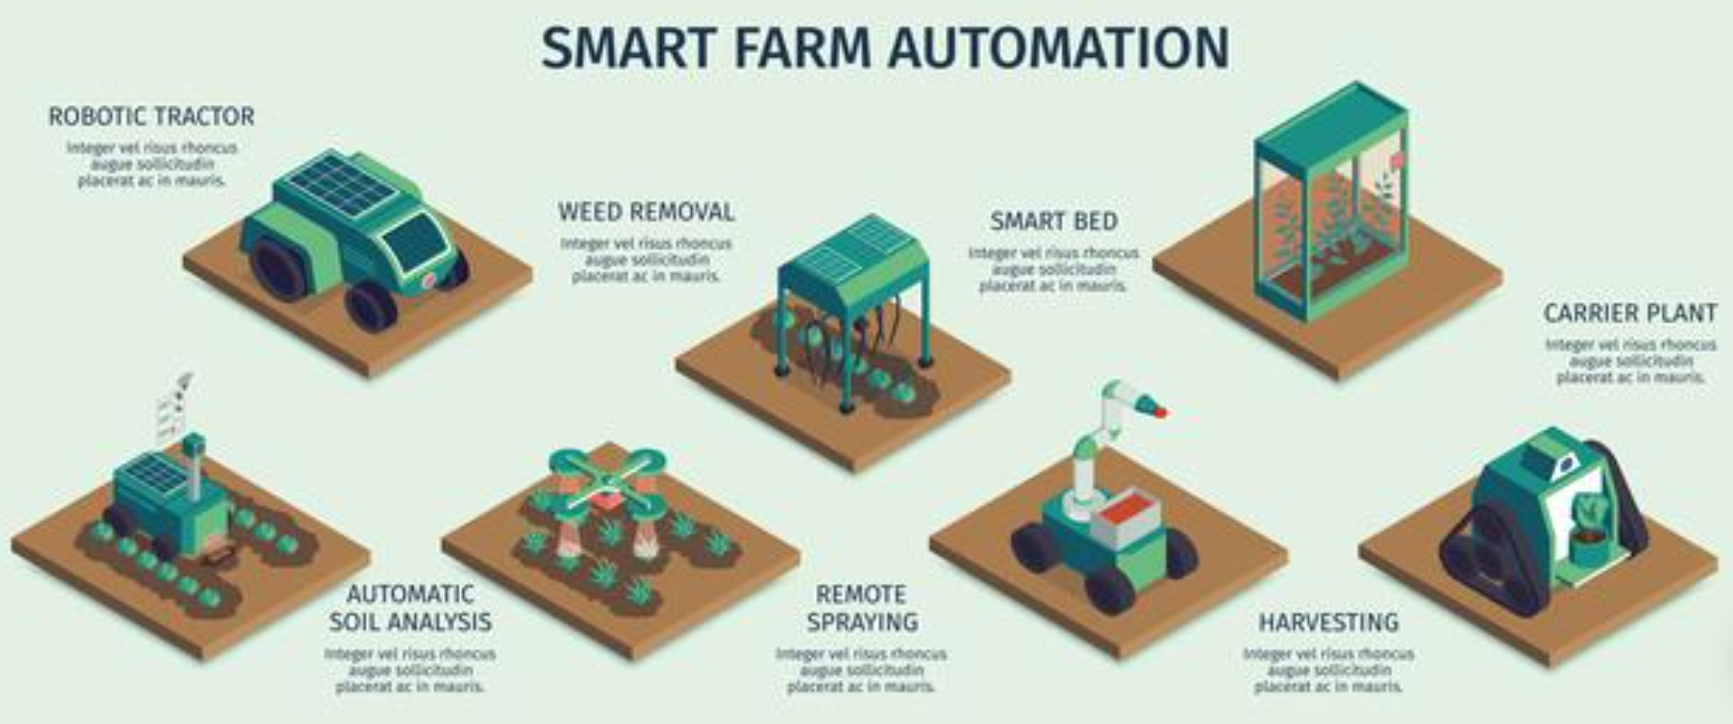 SMART FARM AUTOMATION
ROBOTIC TRACTOR
Integer vel risus rhoncus
augue sollicitudin
placerat ac in mauris.
WEED REMOVAL
Integer vel risus rhoncus
augue sollicitudin
placerat ac in mauris.
SMART BED
Integer vel risus rhoncus
augue sollicitudin
placerat ac in mauris.
CARRIER PLANT
Integer vel risus rhoncus
augue sollicitudin
placerat ac in mauris.
AUTOMATIC
SOIL ANALYSIS
Integer vel risus rhoncus
augue sollicitudin
placerat ac in mauris.
REMOTE
SPRAYING
Integer vel risus rhoncus
augue sollicitudin
placerat ac in mauris.
HARVESTING
Integer vel risus rhoncus
augue sollicitudin
placerat ac in mauris.